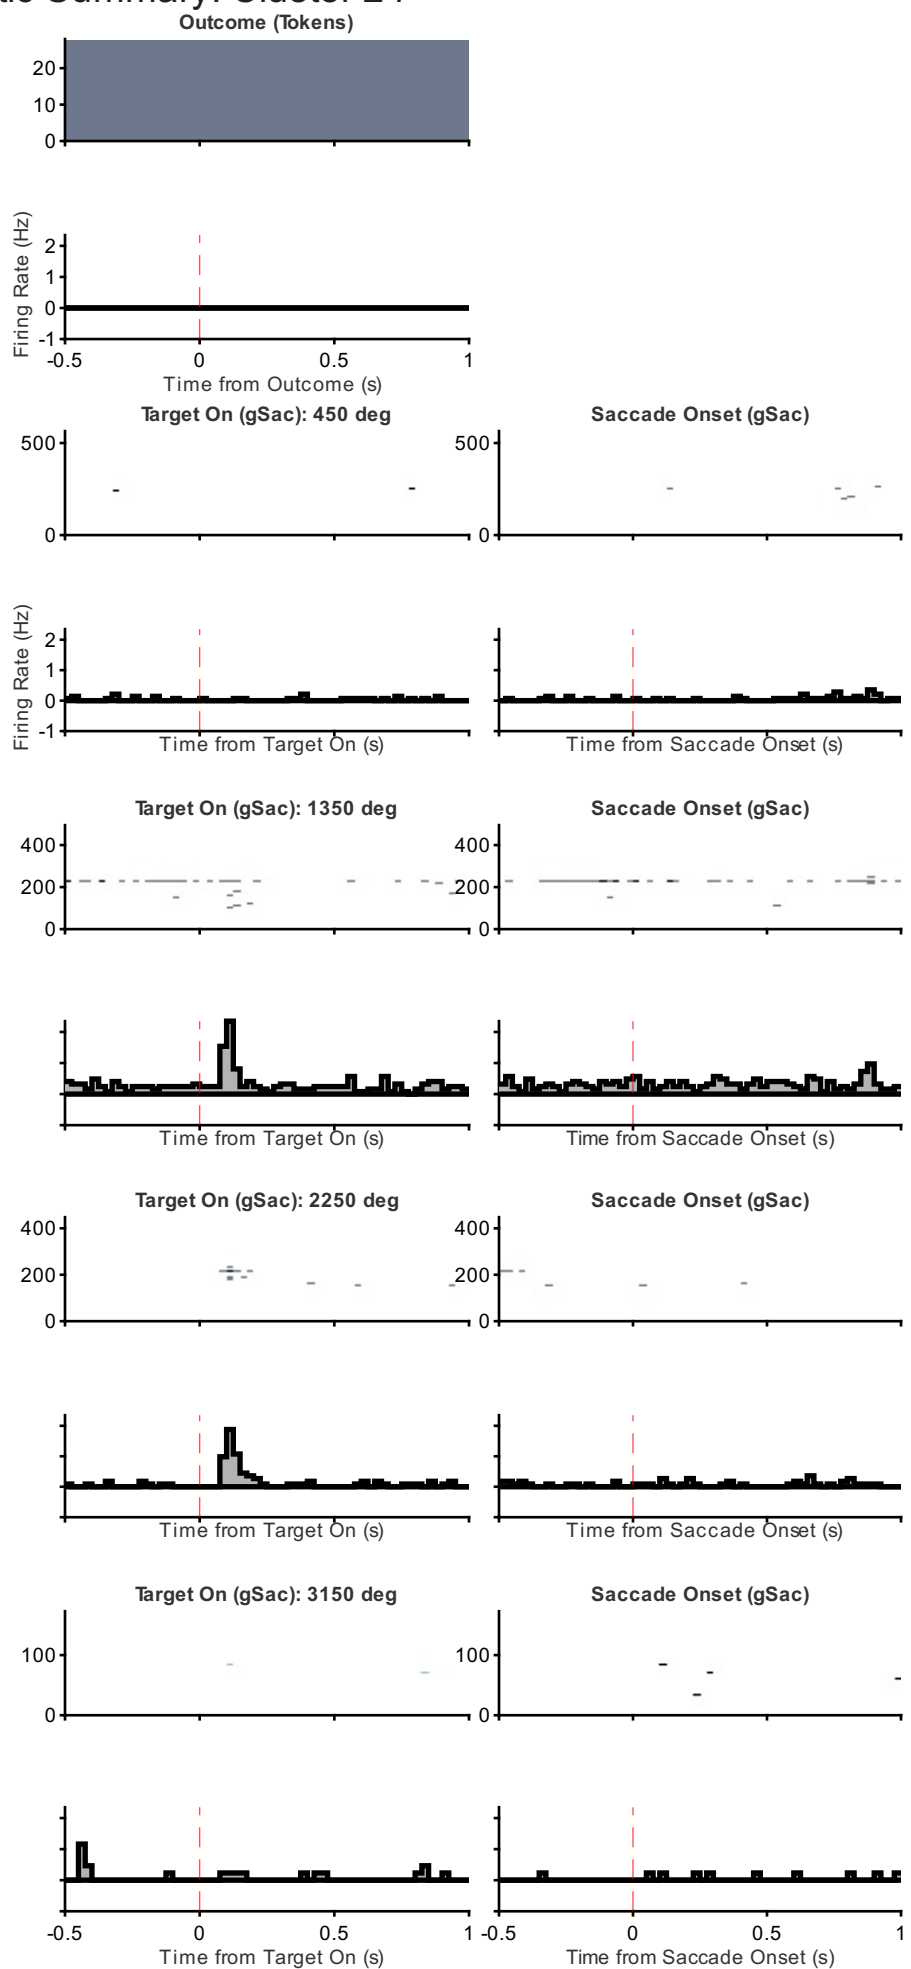 Summary: Cluster
Outcome (Tokens)
20
10
0
Firing Rate (Hz)
2
1
0
-1
-0.5 0 0.5 1
Time from Outcome (s)
Target On (gSac): 450 deg Saccade Onset (gSac)
500 500
0 0
Firing Rate (Hz)
2
1
0
-1
Time from Target On (s) Time from Saccade Onset (s)
Target On (gSac): 1350 deg Saccade Onset (gSac)
400 400
200 200
0 0
Time from Target On (s) Time from Saccade Onset (s)
Target On (gSac): 2250 deg Saccade Onset (gSac)
400 400
200 200
0 0
Time from Target On (s) Time from Saccade Onset (s)
Target On (gSac): 3150 deg Saccade Onset (gSac)
100 100
0 0
-0.5 0 0.5 1 -0.5 0 0.5 1
Time from Target On (s) Time from Saccade Onset (s)